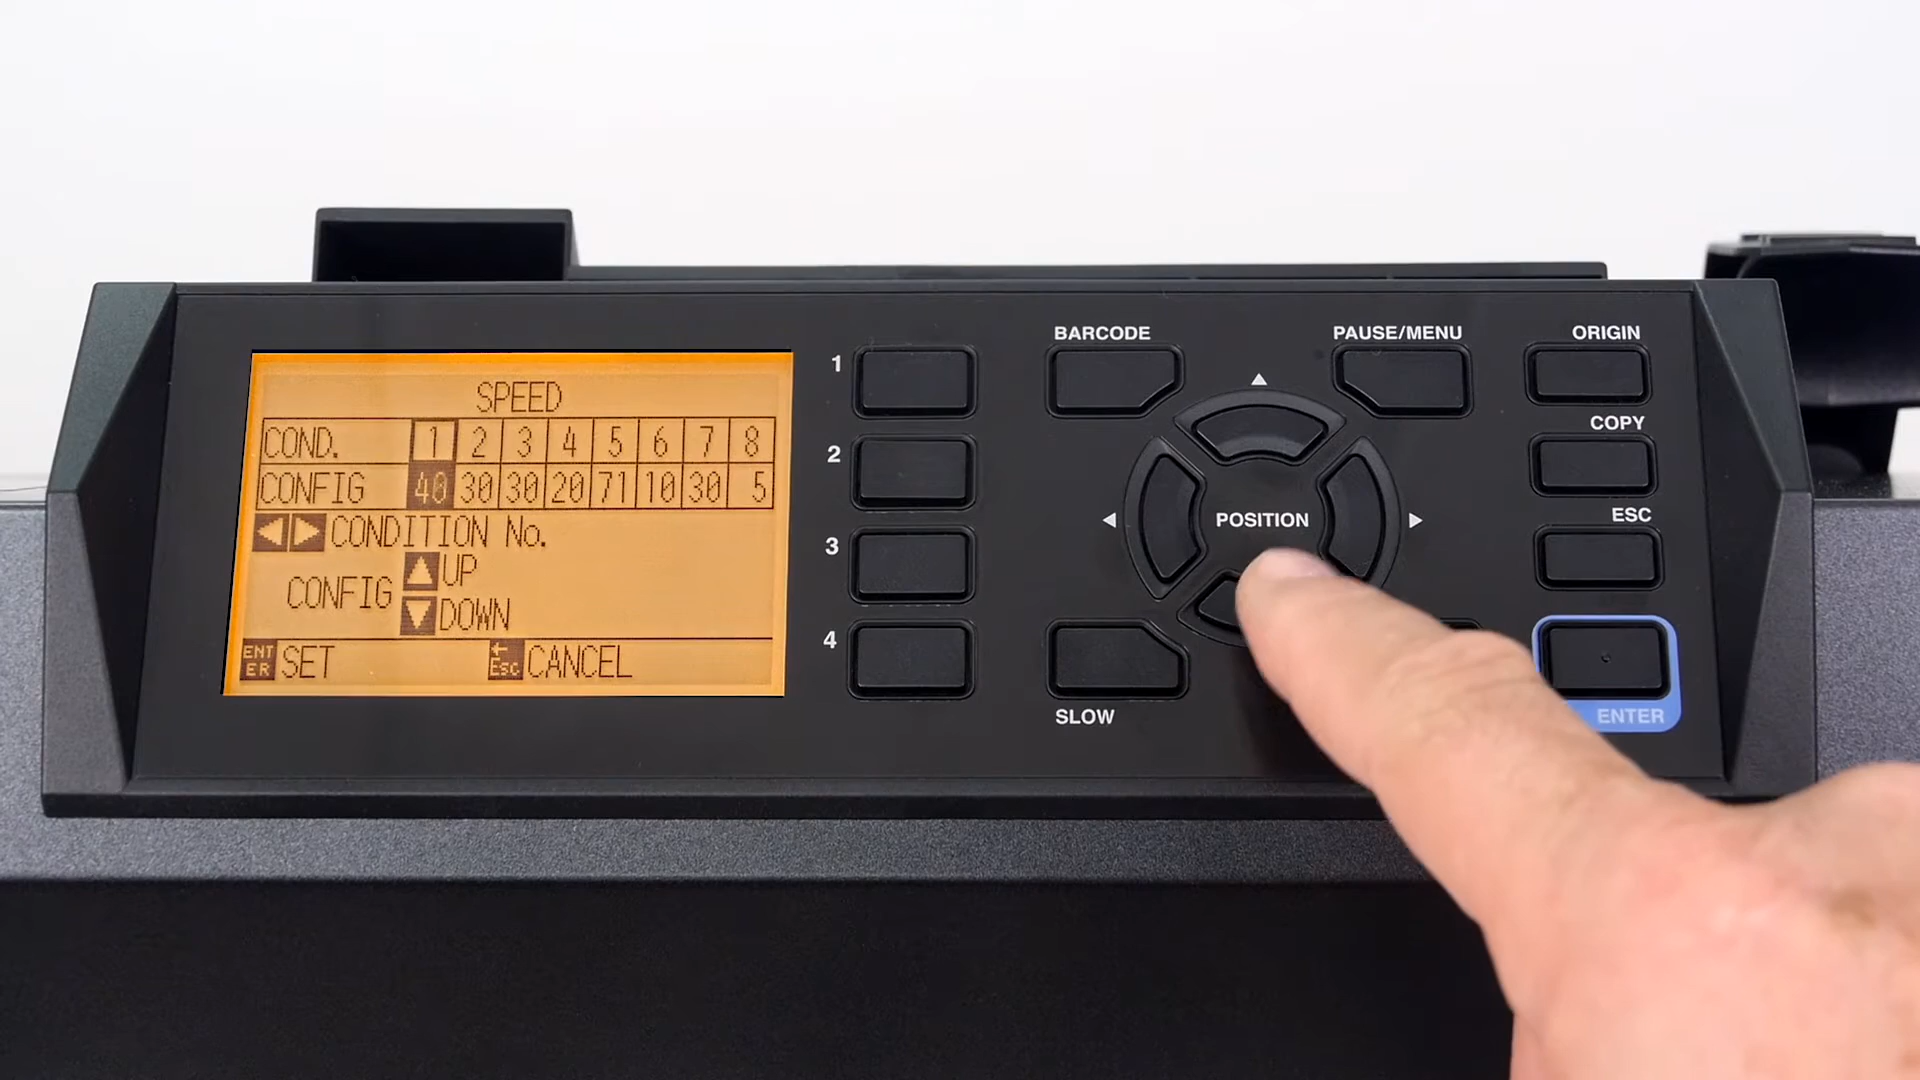 SPEED
COND. 1 2 3 4 5 6 7 8
CONFIG 40 30 30 20 71 10 30 5
◀ ▶ CONDITION No.
CONFIG ▲ UP
▼ DOWN
ENTER SET ←Esc CANCEL
1
2
3
4
BARCODE
PAUSE/MENU
ORIGIN
COPY
ESC
POSITION
SLOW
ENTER